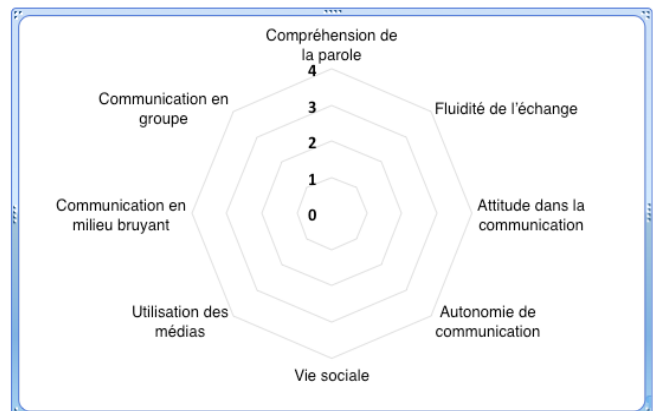 Compréhension de
la parole
4
Communication en
groupe
3
Fluidité de l'échange
2
1
Communication en
milieu bruyant
0
Attitude dans la
communication
Utilisation des
médias
Autonomie de
communication
Vie sociale